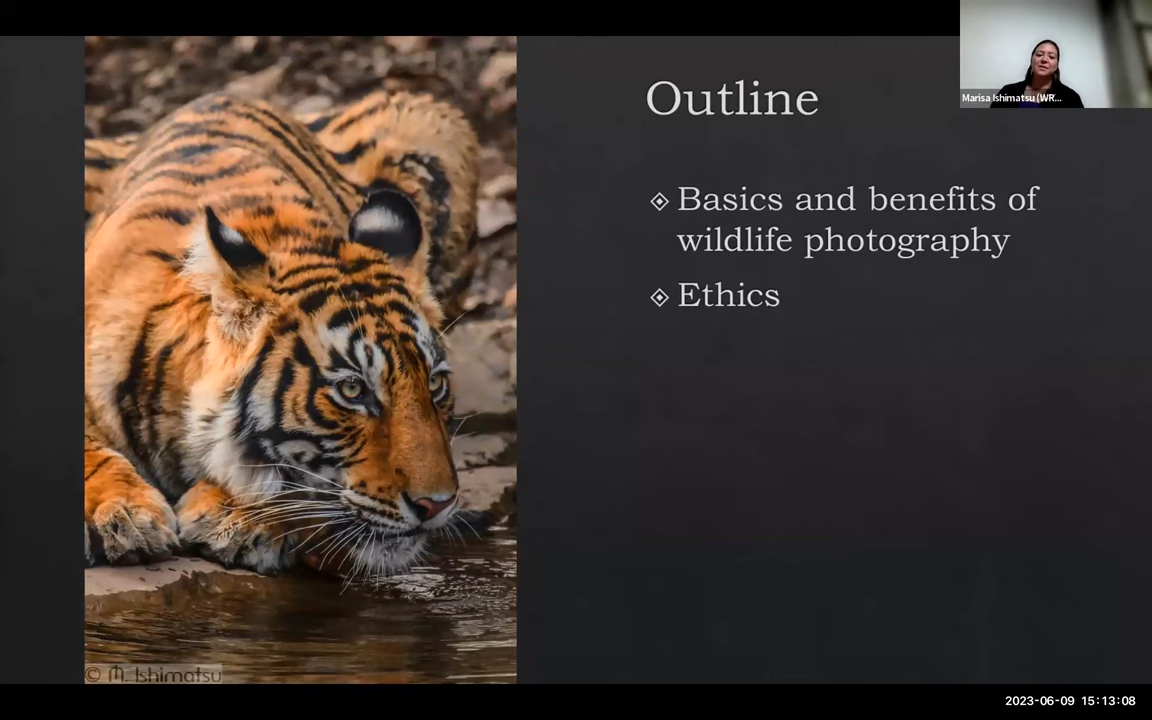 Outline
Marisa Ishimatsu (WR...
Basics and benefits of
wildlife photography
Ethics
© M. Ishimatsu
2023-06-09 15:13:08